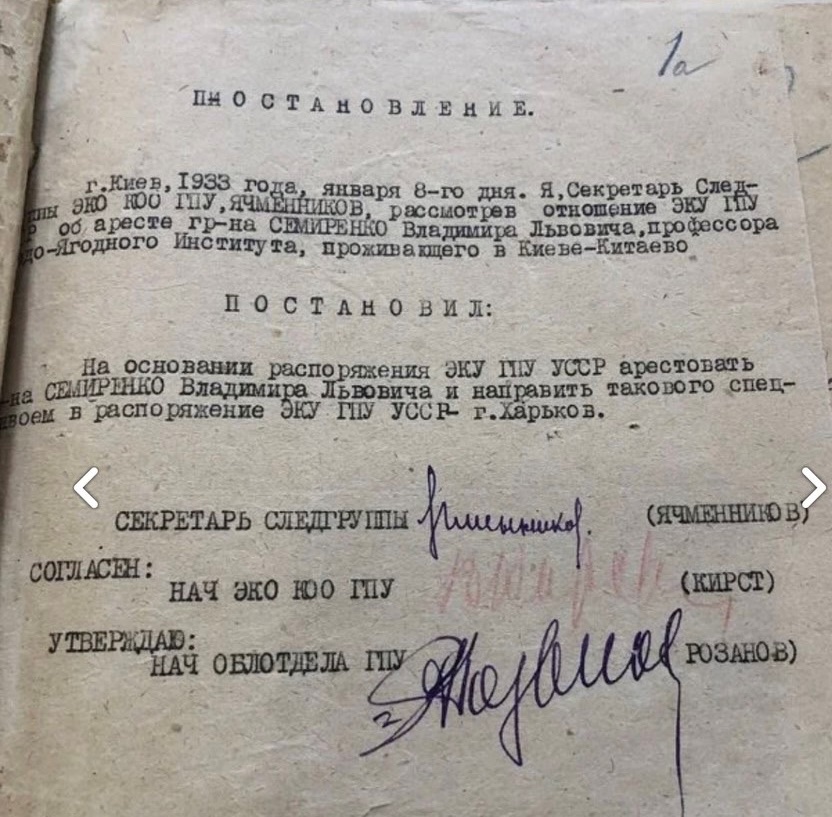 1а
ПОСТАНОВЛЕНИЕ.
г.Киев, 1933 года, января 8-го дня. Я,Секретарь След-
ЭКО КОО ГПУ,ЯЧМЕННИКОВ, рассмотрев отношение ЭКУ ГПУ
об аресте гр-на СЕМИРЕНКО Владимира Львовича,профессора
до-Ягодного Института, проживающего в Киеве-Китаево
ПОСТАНОВИЛ:
На основании распоряжения ЭКУ ГПУ УССР арестовать
-на СЕМИРЕНКО Владимира Львовича и направить такового спец-
воем в распоряжение ЭКУ ГПУ УССР- г.Харьков.
СЕКРЕТАРЬ СЛЕДГРУППЫ Ячменников. (ЯЧМЕННИКОВ)
СОГЛАСЕН:
НАЧ ЭКО КОО ГПУ (КИРСТ)
УТВЕРЖДАЮ:
НАЧ ОБЛОТДЕЛА ГПУ Розанов РОЗАНОВ)